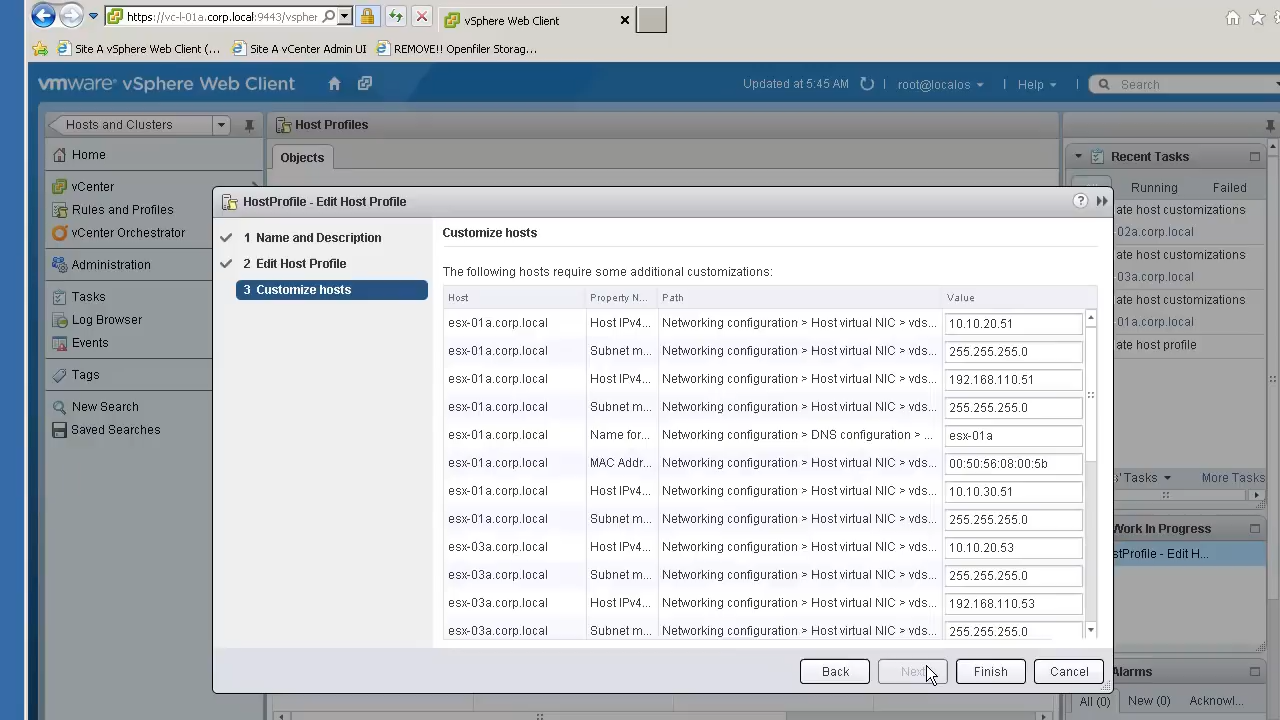 https://vc-l-01a.corp.local:9443/vspher
vSphere Web Client
Site A vSphere Web Client (...
Site A vCenter Admin UI
REMOVE!! Openfiler Storag...
vmware® vSphere Web Client
Updated at 5:45 AM
root@localos
Help
Search
Hosts and Clusters
Home
vCenter
Rules and Profiles
vCenter Orchestrator
Administration
Tasks
Log Browser
Events
Tags
New Search
Saved Searches
Host Profiles
Objects
HostProfile - Edit Host Profile
1 Name and Description
2 Edit Host Profile
3 Customize hosts
Customize hosts
The following hosts require some additional customizations:
Host Property N... Path Value
esx-01a.corp.local Host IPv4... Networking configuration > Host virtual NIC > vds... 10.10.20.51
esx-01a.corp.local Subnet m... Networking configuration > Host virtual NIC > vds... 255.255.255.0
esx-01a.corp.local Host IPv4... Networking configuration > Host virtual NIC > vds... 192.168.110.51
esx-01a.corp.local Subnet m... Networking configuration > Host virtual NIC > vds... 255.255.255.0
esx-01a.corp.local Name for... Networking configuration > DNS configuration > ... esx-01a
esx-01a.corp.local MAC Addr... Networking configuration > Host virtual NIC > vds... 00:50:56:08:00:5b
esx-01a.corp.local Host IPv4... Networking configuration > Host virtual NIC > vds... 10.10.30.51
esx-01a.corp.local Subnet m... Networking configuration > Host virtual NIC > vds... 255.255.255.0
esx-03a.corp.local Host IPv4... Networking configuration > Host virtual NIC > vds... 10.10.20.53
esx-03a.corp.local Subnet m... Networking configuration > Host virtual NIC > vds... 255.255.255.0
esx-03a.corp.local Host IPv4... Networking configuration > Host virtual NIC > vds... 192.168.110.53
esx-03a.corp.local Subnet m... Networking configuration > Host virtual NIC > vds... 255.255.255.0
Back
Next
Finish
Cancel
Recent Tasks
Running Failed
ate host customizations
-02a.corp.local
ate host customizations
-03a.corp.local
ate host customizations
-01a.corp.local
ate host profile
s' Tasks
More Tasks
Work In Progress
stProfile - Edit H...
Alarms
All (0) New (0) Acknowl...